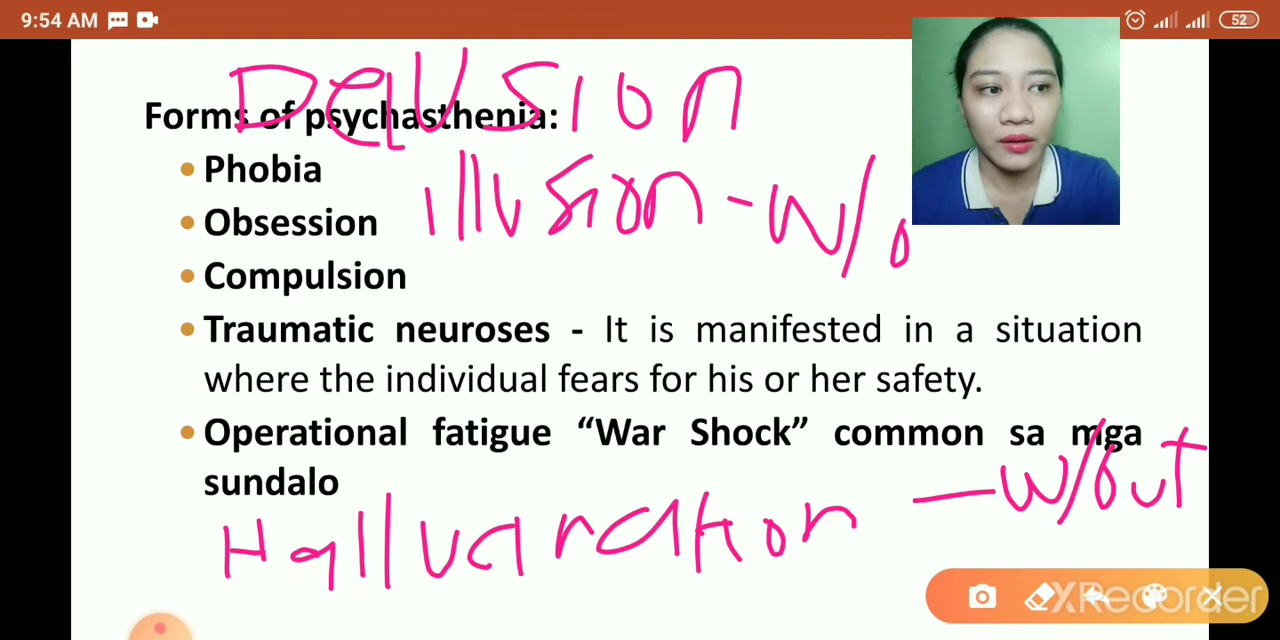 9:54 AM 52
Delusion
Forms of psychasthenia:
Phobia
illusion - w/o
Obsession
Compulsion
Traumatic neuroses - It is manifested in a situation
where the individual fears for his or her safety.
Operational fatigue “War Shock” common sa mga
sundalo
Hallucination — w/out
XRecorder